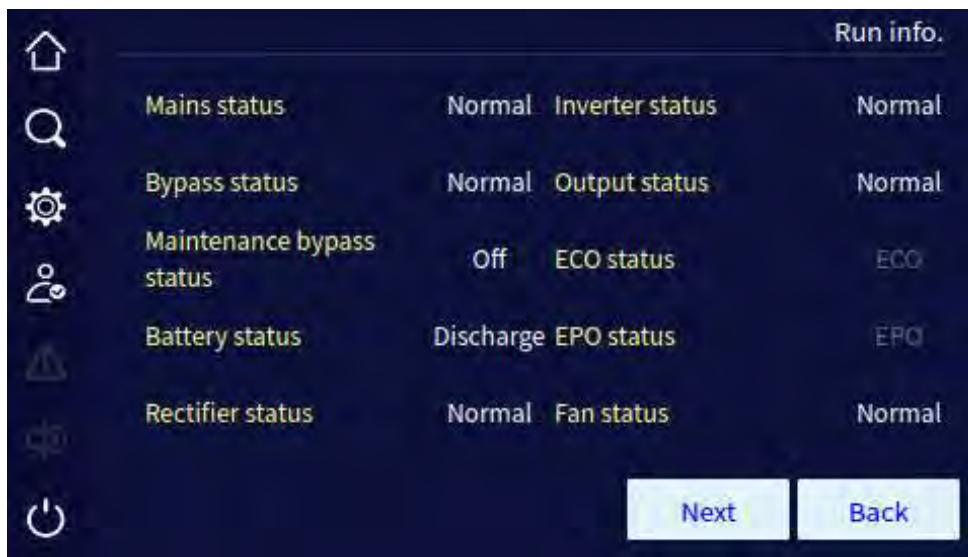 Run info.
Mains status Normal Inverter status Normal
Bypass status Normal Output status Normal
Maintenance bypass
status Off ECO status ECO
Battery status Discharge EPO status EPO
Rectifier status Normal Fan status Normal
Next Back